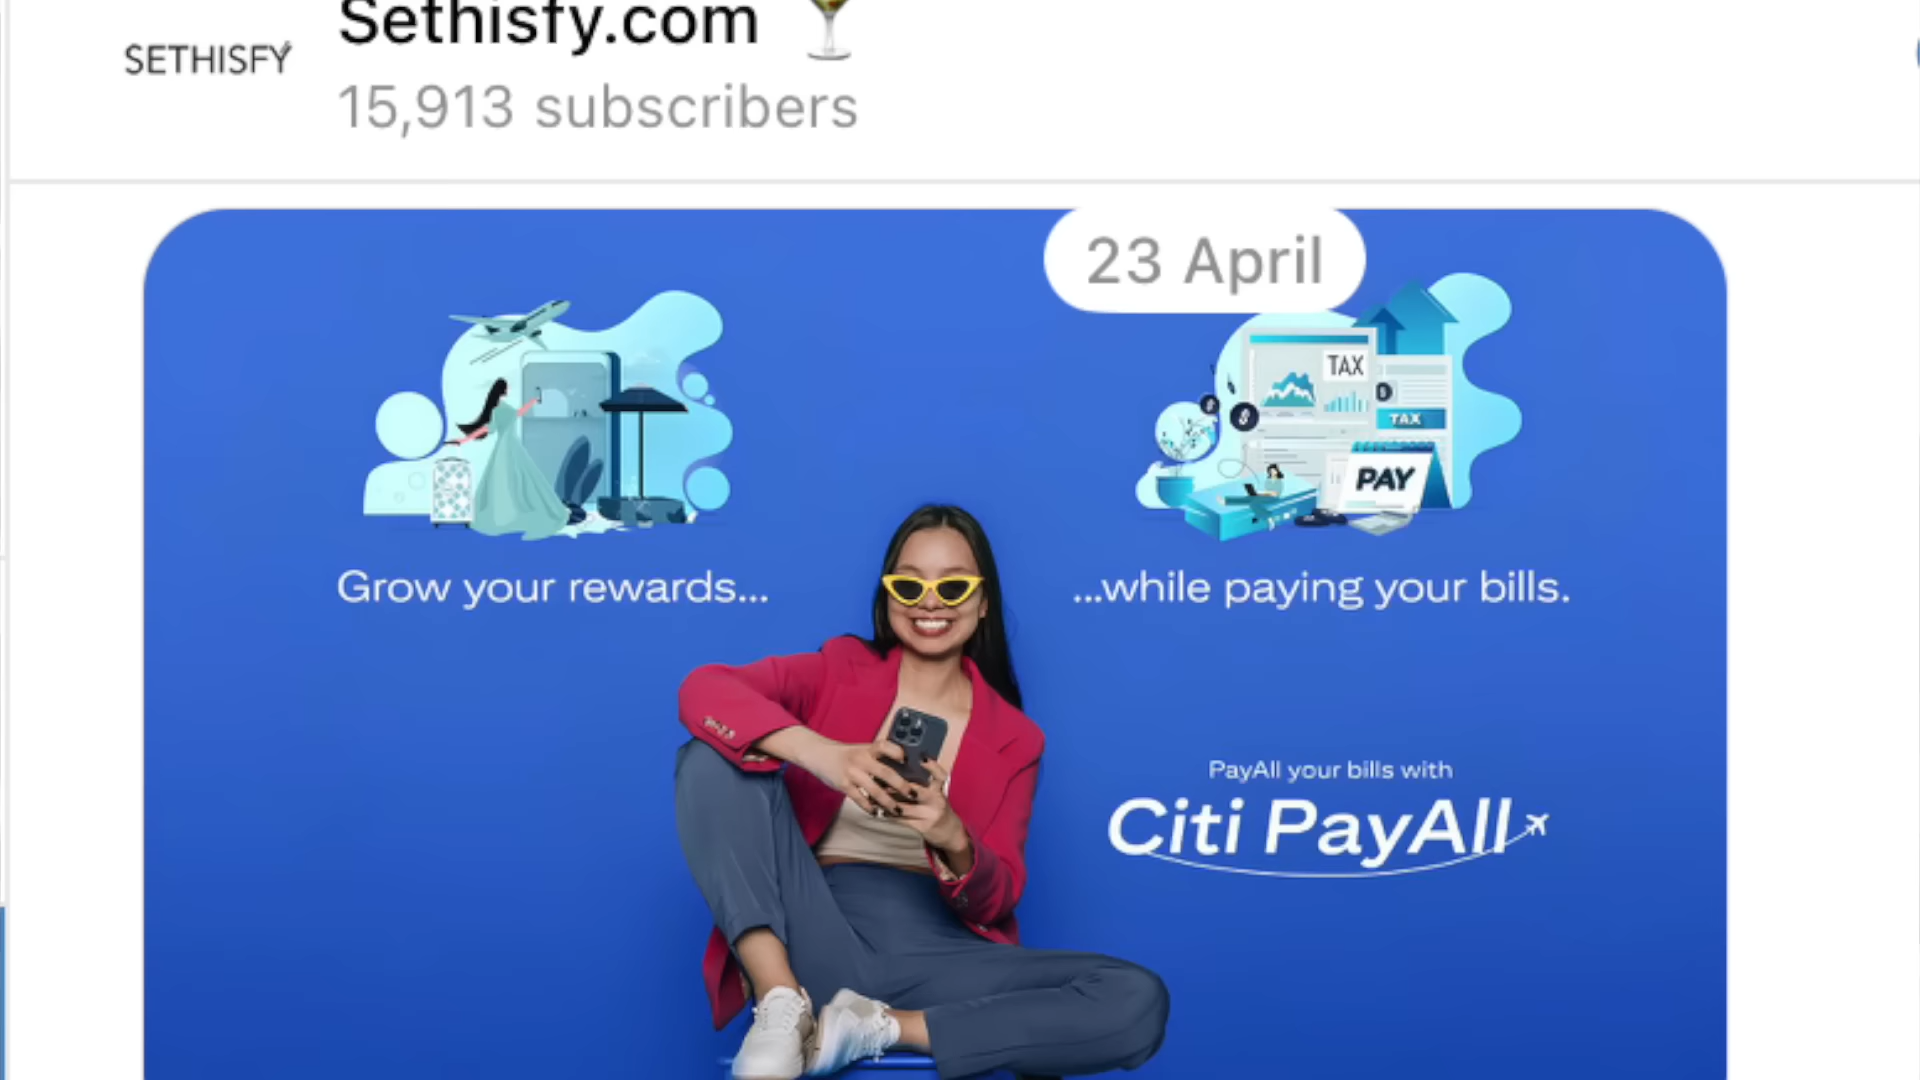 Sethisfy.com
SETHISFY
15,913 subscribers
23 April
TAX
TAX
PAY
Grow your rewards...
...while paying your bills.
PayAll your bills with
Citi PayAll